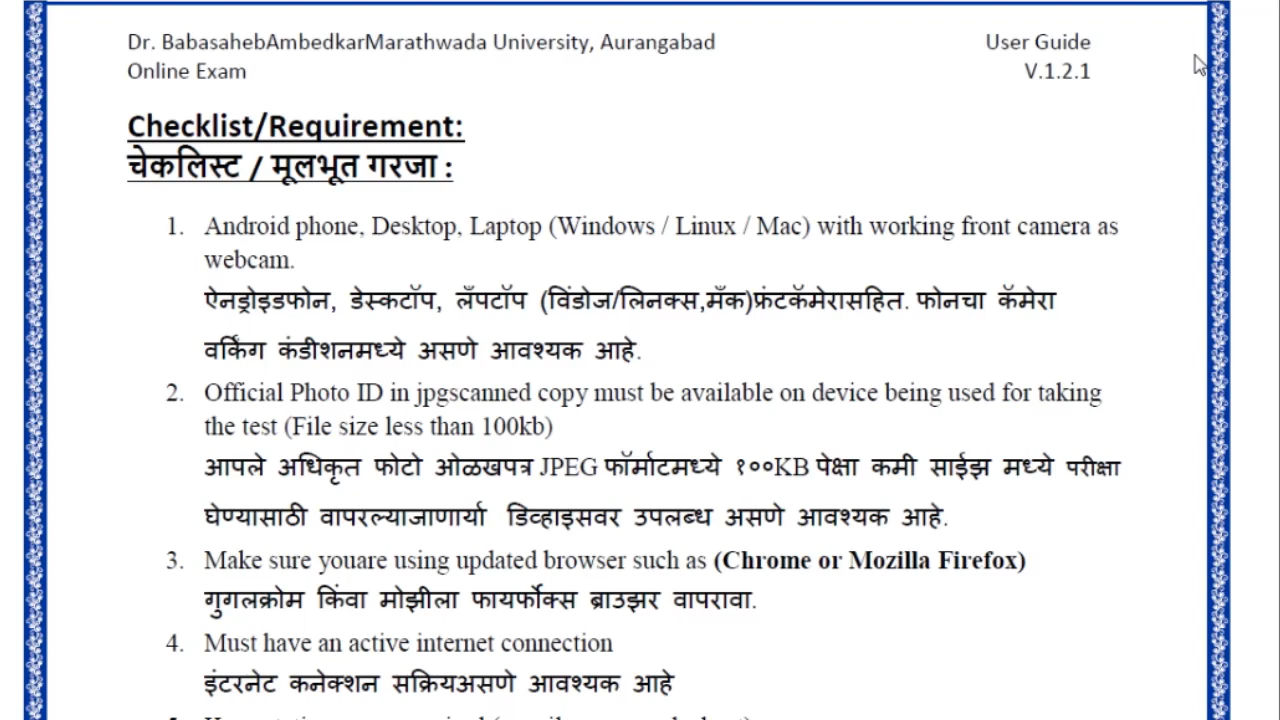 Dr. BabasahebAmbedkarMarathwada University, Aurangabad User Guide
Online Exam V.1.2.1
Checklist/Requirement:
चेकलिस्ट / मूलभूत गरजा :
1. Android phone, Desktop, Laptop (Windows / Linux / Mac) with working front camera as
webcam.
ऐनड्रोइडफोन, डेस्कटॉप, लॅपटॉप (विंडोज/लिनक्स,मॅक)फ्रंटकॅमेरासहित. फोनचा कॅमेरा
वर्किंग कंडीशनमध्ये असणे आवश्यक आहे.
2. Official Photo ID in jpgscanned copy must be available on device being used for taking
the test (File size less than 100kb)
आपले अधिकृत फोटो ओळखपत्र JPEG फॉर्माटमध्ये १००KB पेक्षा कमी साईझ मध्ये परीक्षा
घेण्यासाठी वापरल्याजाणार्या डिव्हाइसवर उपलब्ध असणे आवश्यक आहे.
3. Make sure youare using updated browser such as (Chrome or Mozilla Firefox)
गुगलक्रोम किंवा मोझीला फायर्फोक्स ब्राउझर वापरावा.
4. Must have an active internet connection
इंटरनेट कनेक्शन सक्रियअसणे आवश्यक आहे